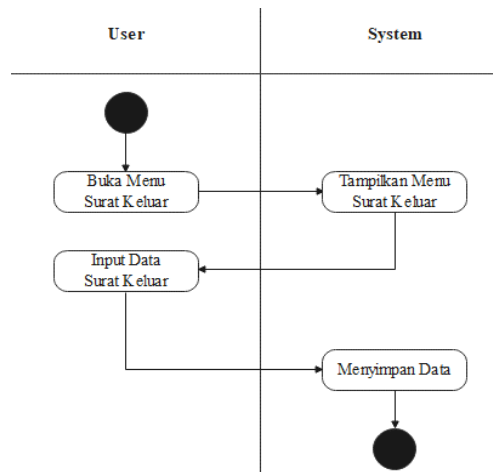 User
System
Buka Menu
Surat Keluar
Tampilkan Menu
Surat Keluar
Input Data
Surat Keluar
Menyimpan Data